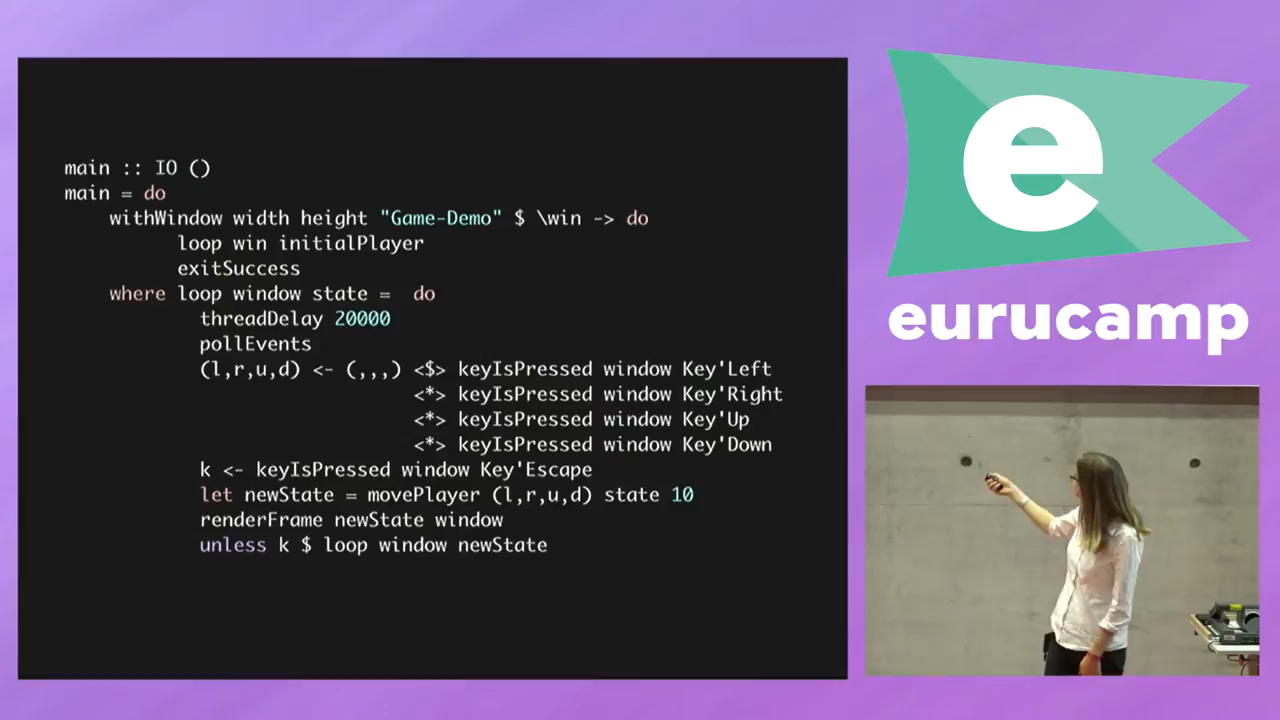 main :: IO ()
main = do
    withWindow width height "Game-Demo" $ \win -> do
          loop win initialPlayer
          exitSuccess
    where loop window state =  do
            threadDelay 20000
            pollEvents
            (l,r,u,d) <- (,,,) <$> keyIsPressed window Key'Left
                               <*> keyIsPressed window Key'Right
                               <*> keyIsPressed window Key'Up
                               <*> keyIsPressed window Key'Down
            k <- keyIsPressed window Key'Escape
            let newState = movePlayer (l,r,u,d) state 10
            renderFrame newState window
            unless k $ loop window newState
e
eurucamp